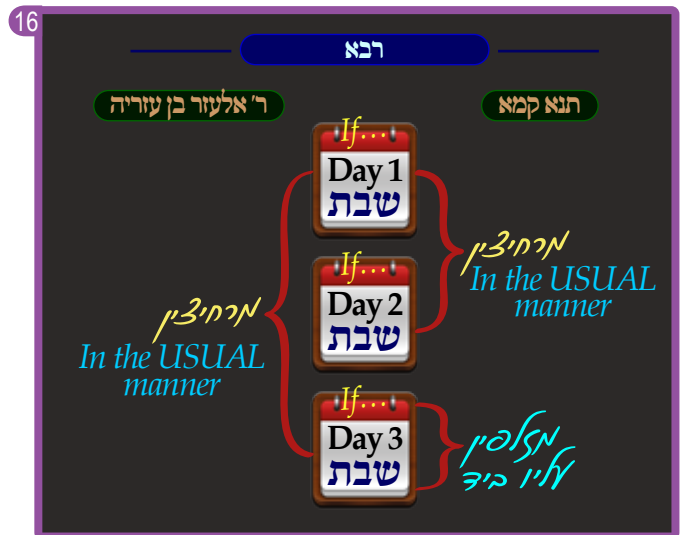 16
רבא
תנא קמא
ר׳ אלעזר בן עזריה
If...
Day 1
שבת
מרחיצין
In the USUAL
manner
If...
Day 2
שבת
מרחיצין
In the USUAL
manner
If...
Day 3
שבת
מזלפין
עליו ביד